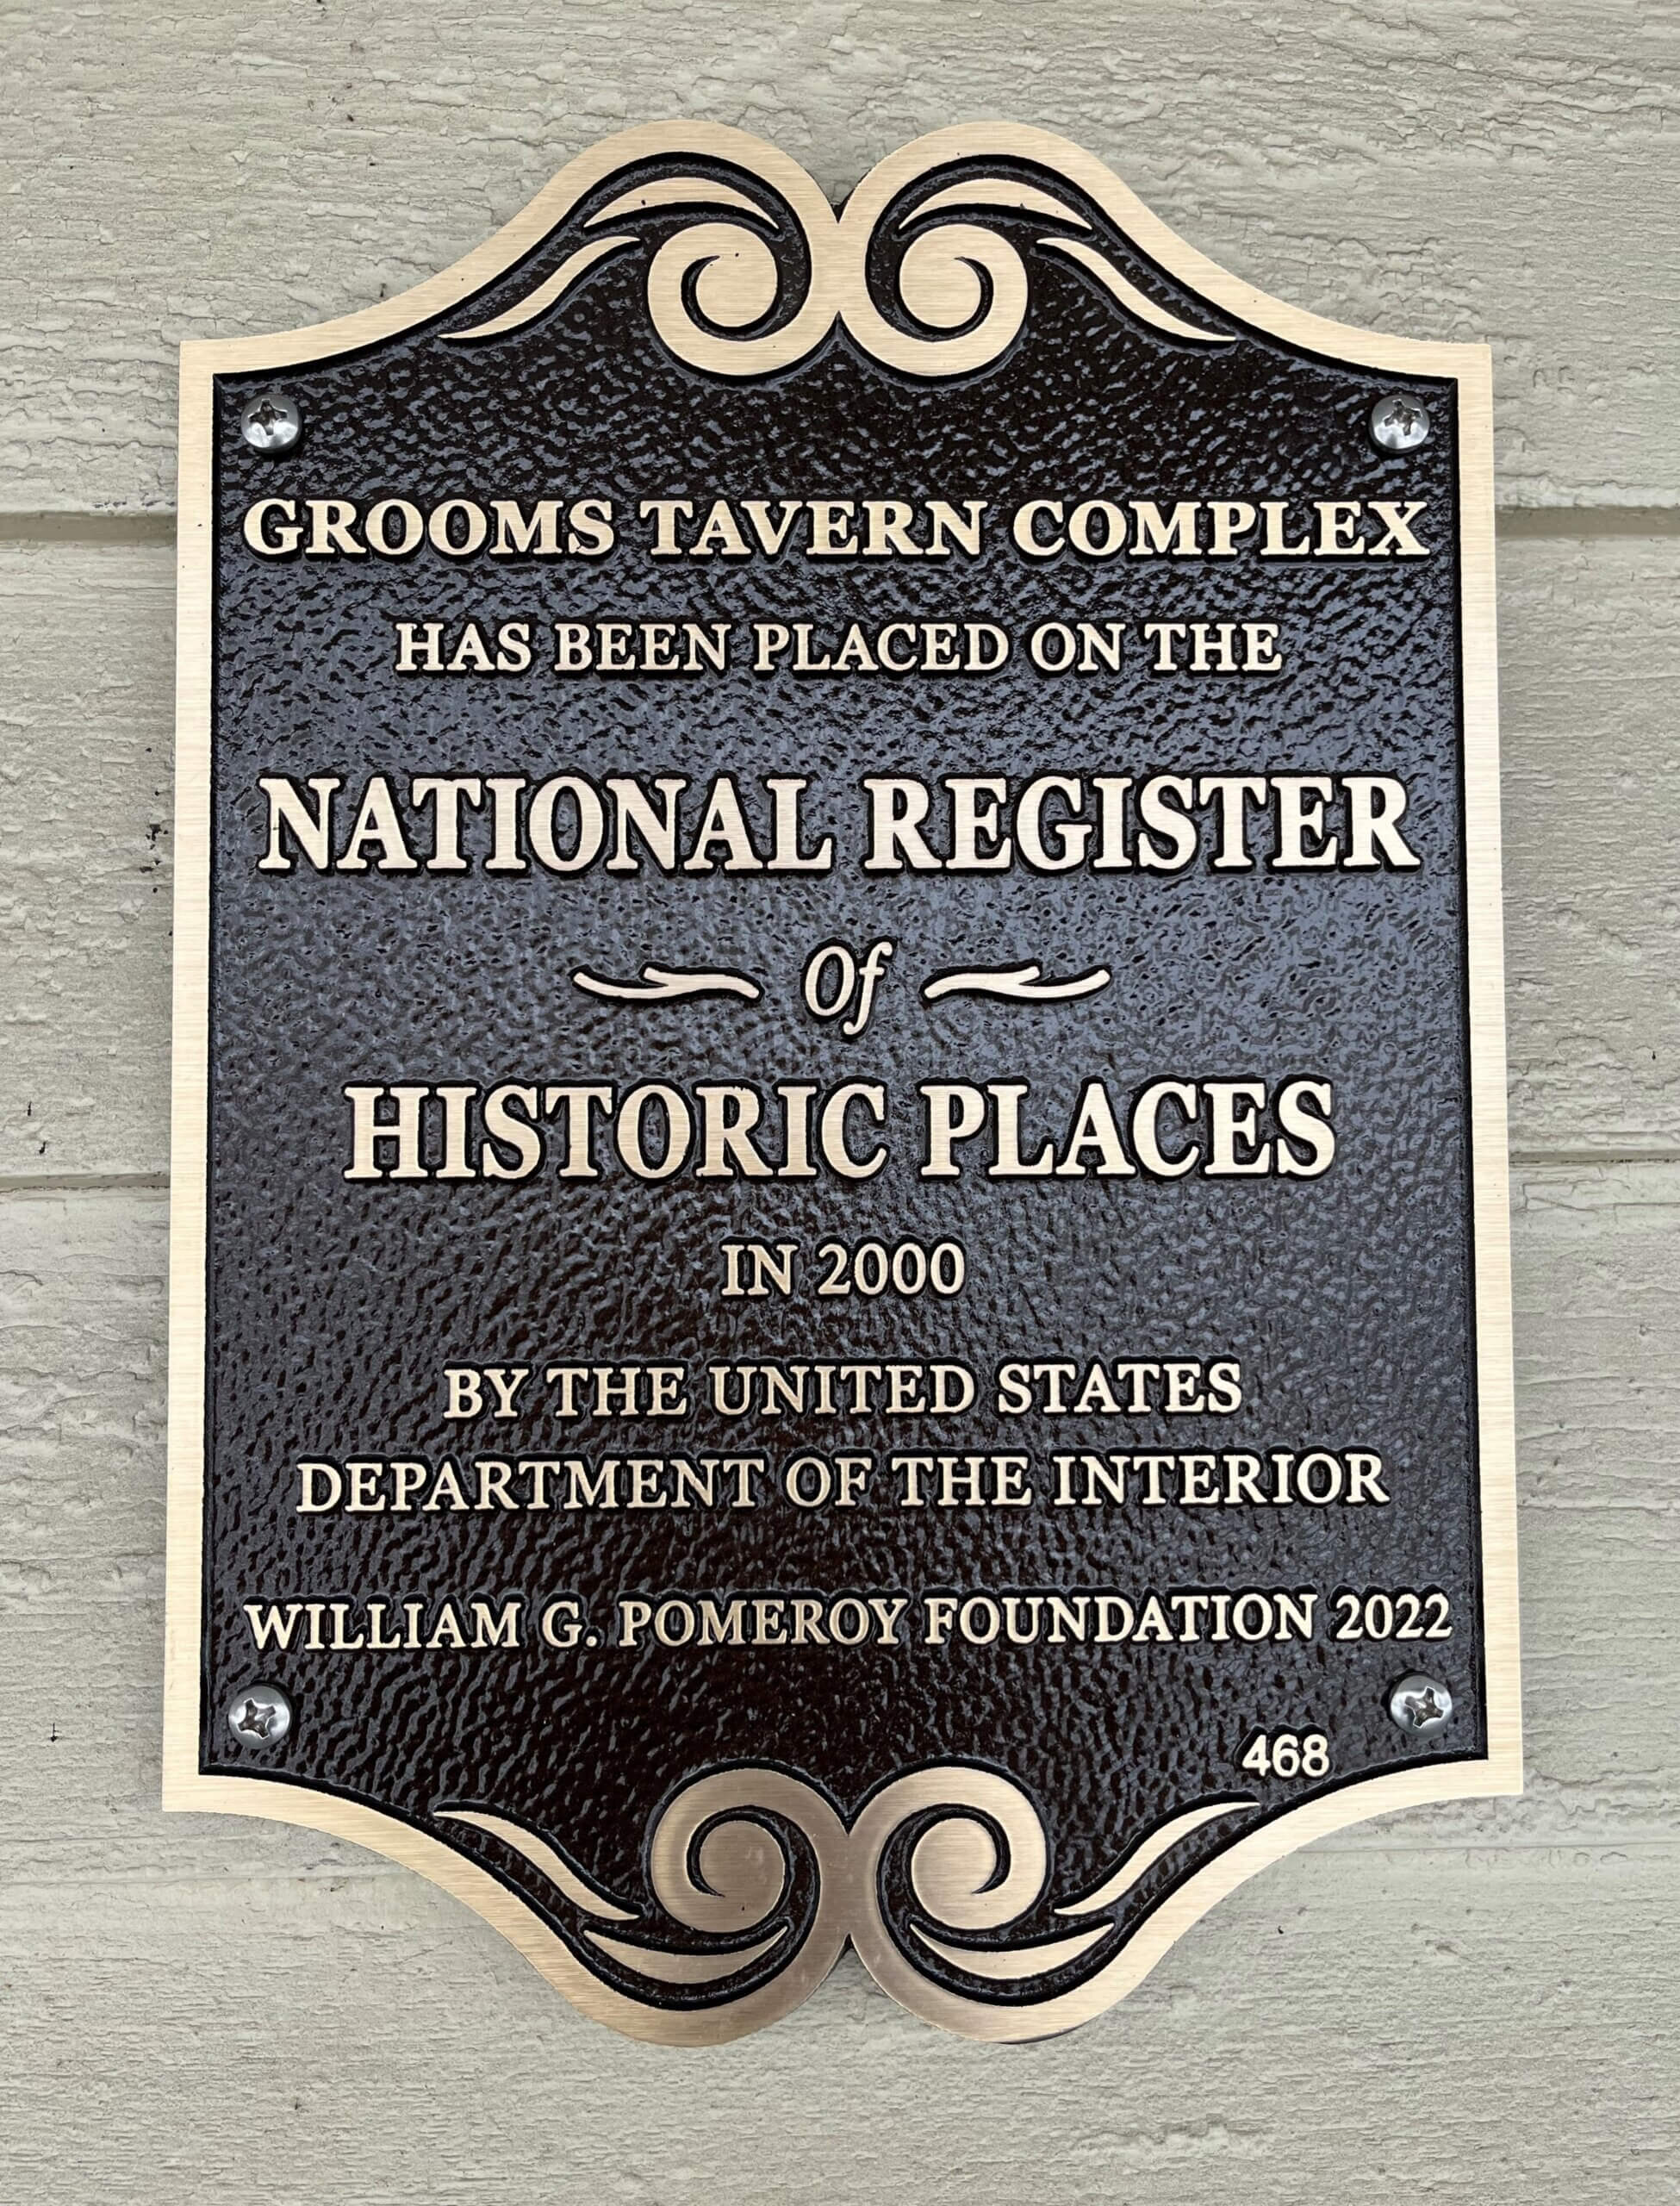 GROOMS TAVERN COMPLEX
HAS BEEN PLACED ON THE
NATIONAL REGISTER
Of
HISTORIC PLACES
IN 2000
BY THE UNITED STATES
DEPARTMENT OF THE INTERIOR
WILLIAM G. POMEROY FOUNDATION 2022
468